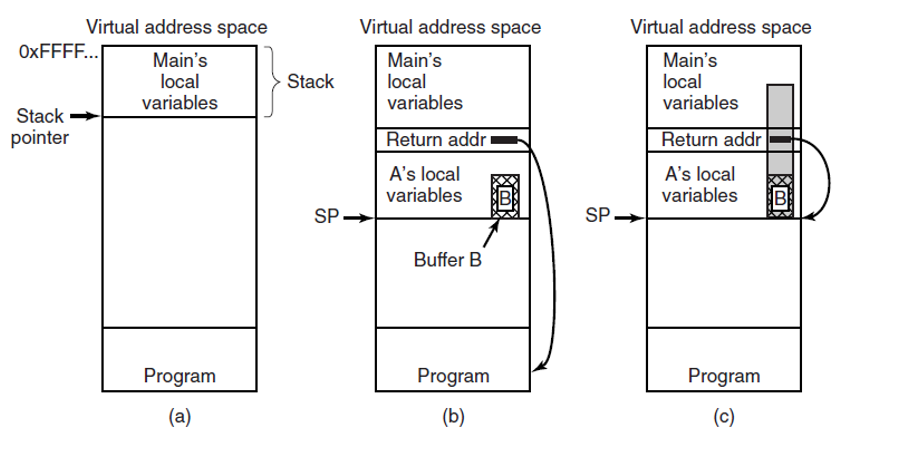 Virtual address space
0xFFFF...
Main's
local
variables
Stack
Stack
pointer
Program
(a)
Virtual address space
Main's
local
variables
Return addr
A's local
variables
B
SP
Buffer B
Program
(b)
Virtual address space
Main's
local
variables
Return addr
A's local
variables
B
SP
Program
(c)